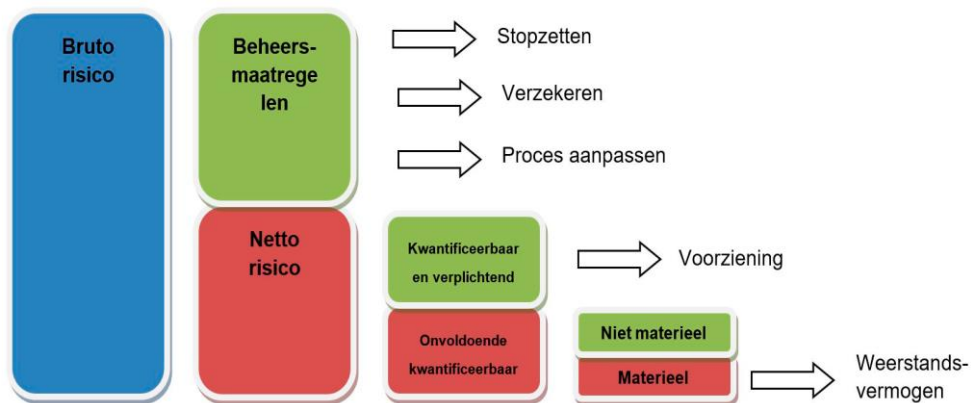 Bruto
risico
Beheers-
maatrege
len
Stopzetten
Verzekeren
Proces aanpassen
Netto
risico
Kwantificeerbaar
en verplichtend
Voorziening
Onvoldoende
kwantificeerbaar
Niet materieel
Materieel
Weerstands-
vermogen